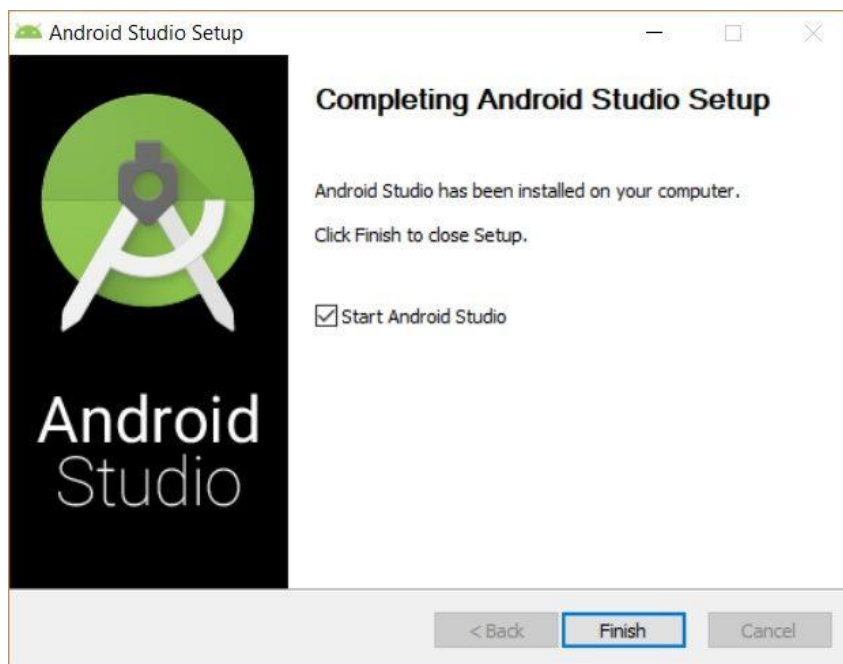 Android Studio Setup
Completing Android Studio Setup
Android Studio has been installed on your computer.
Click Finish to close Setup.
Start Android Studio
Android
Studio
< Back
Finish
Cancel